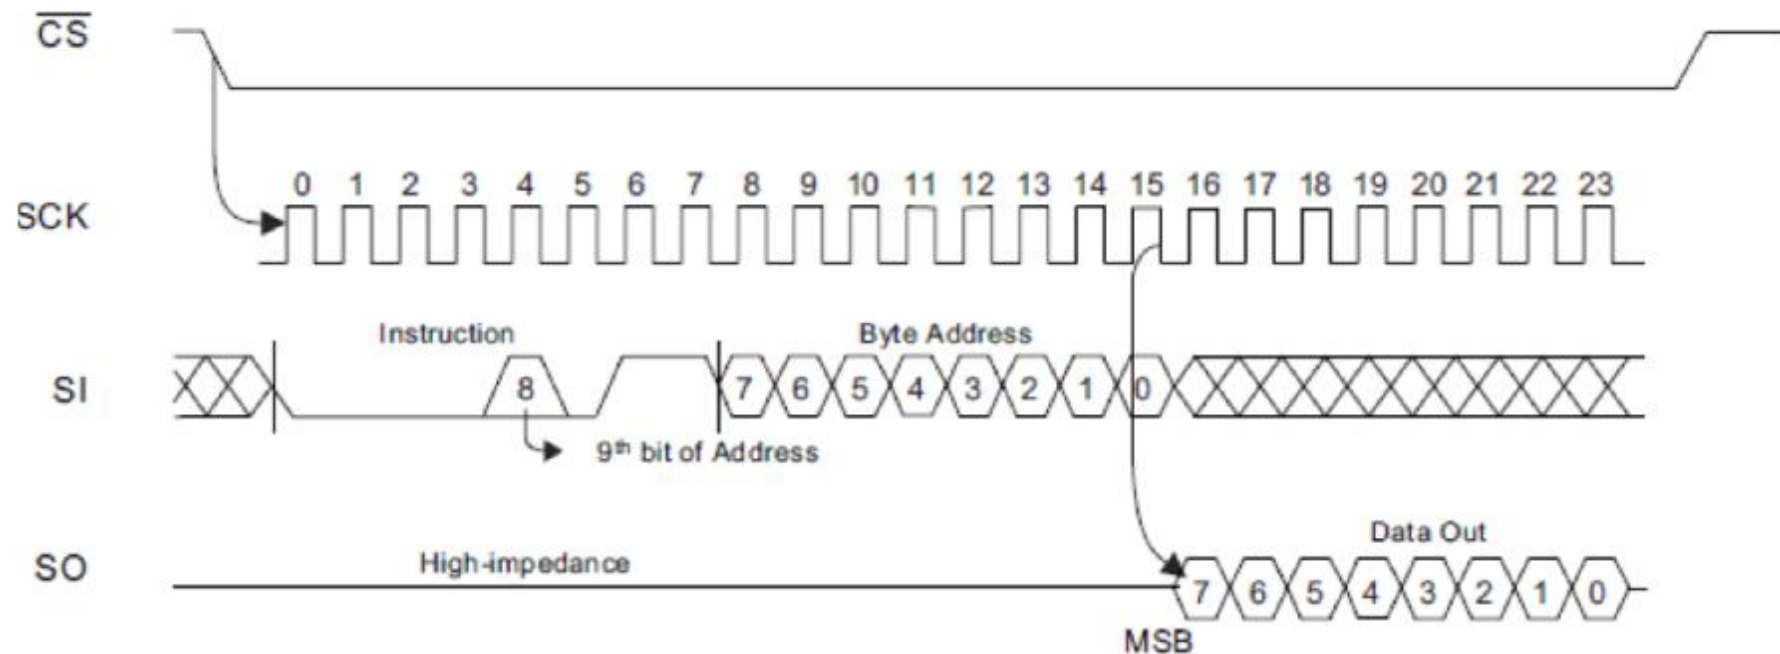 CS
0 1 2 3 4 5 6 7 8 9 10 11 12 13 14 15 16 17 18 19 20 21 22 23
SCK
Instruction
Byte Address
SI
8
7 6 5 4 3 2 1 0
9th bit of Address
Data Out
High-impedance
SO
7 6 5 4 3 2 1 0
MSB